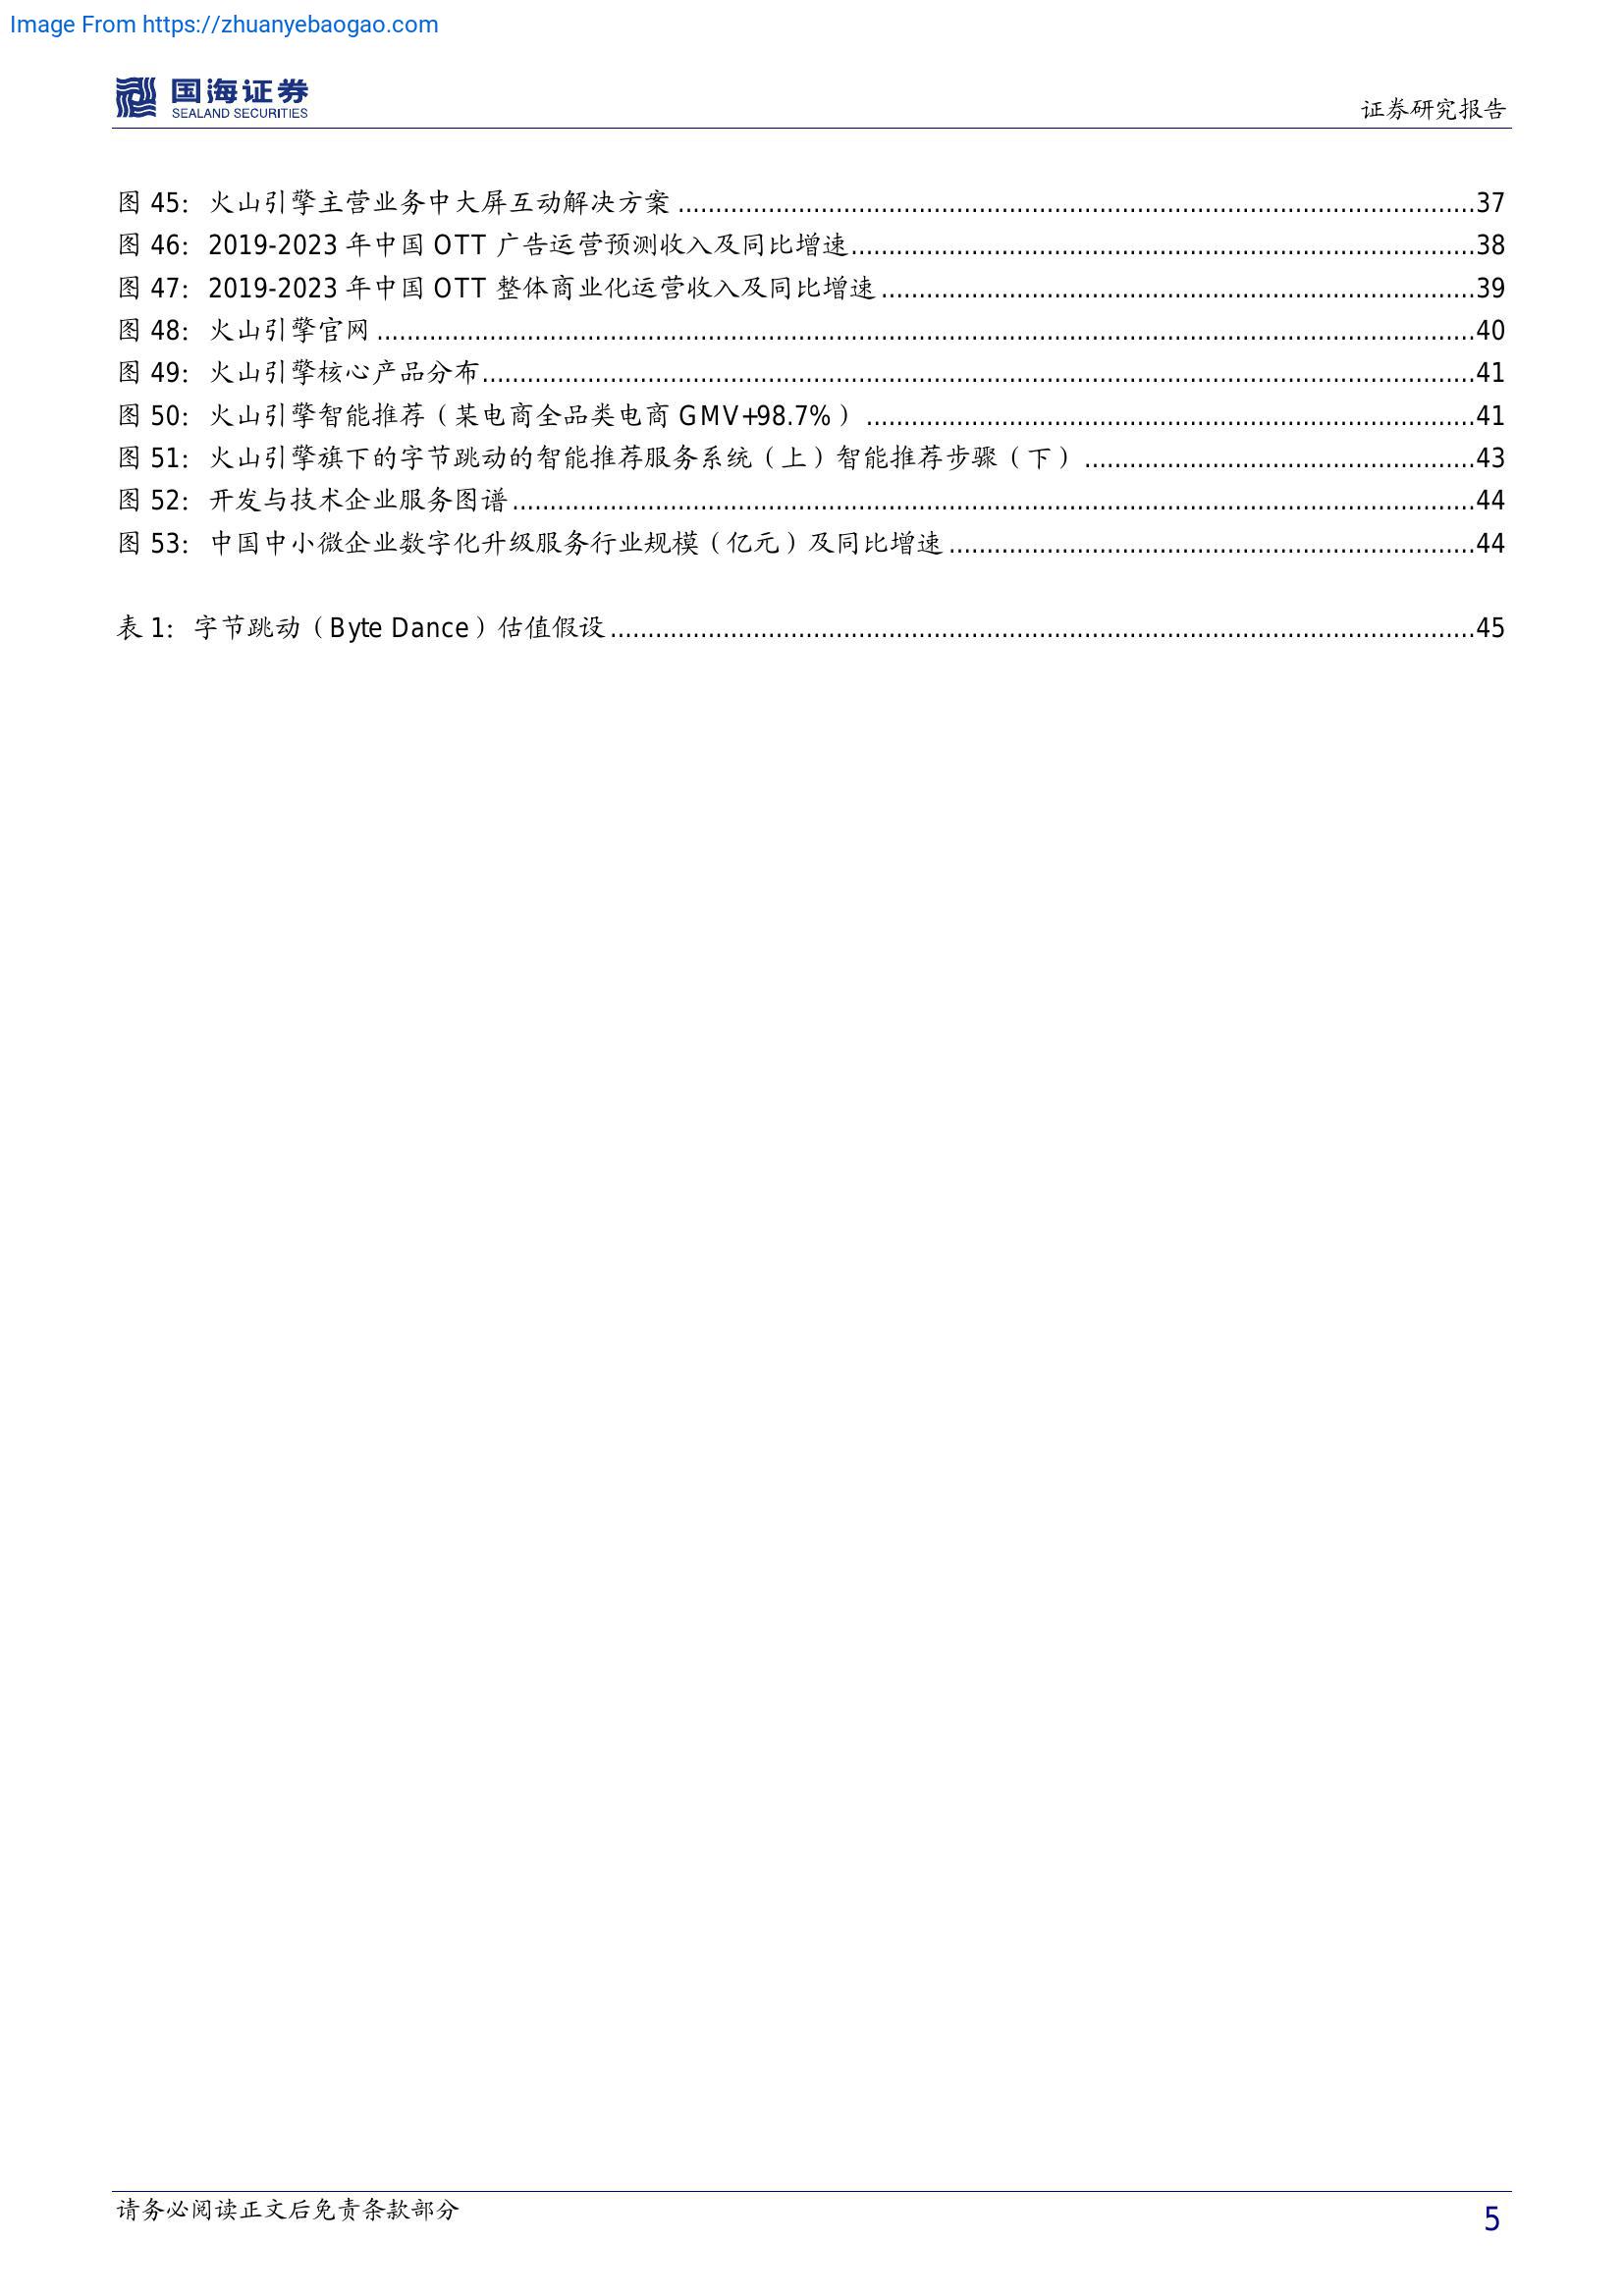 Image From https://zhuanyebaogao.com
国海证券
SEALAND SECURITIES
证券研究报告
图 45：火山引擎主营业务中大屏互动解决方案..........37
图 46：2019-2023 年中国 OTT 广告运营预测收入及同比增速..........38
图 47：2019-2023 年中国 OTT 整体商业化运营收入及同比增速..........39
图 48：火山引擎官网..........40
图 49：火山引擎核心产品分布..........41
图 50：火山引擎智能推荐（某电商全品类电商 GMV+98.7%）..........41
图 51：火山引擎旗下的字节跳动的智能推荐服务系统（上）智能推荐步骤（下）..........43
图 52：开发与技术企业服务图谱..........44
图 53：中国中小微企业数字化升级服务行业规模（亿元）及同比增速..........44
表 1：字节跳动（Byte Dance）估值假设..........45
请务必阅读正文后免责条款部分
5